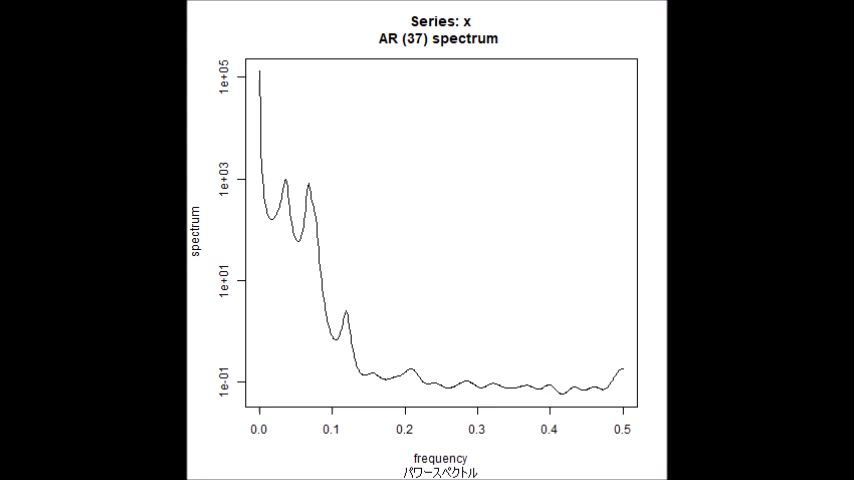 Series: x
AR (37) spectrum
spectrum
1e+05
1e+03
1e+01
1e-01
0.0 0.1 0.2 0.3 0.4 0.5
frequency
パワースペクトル